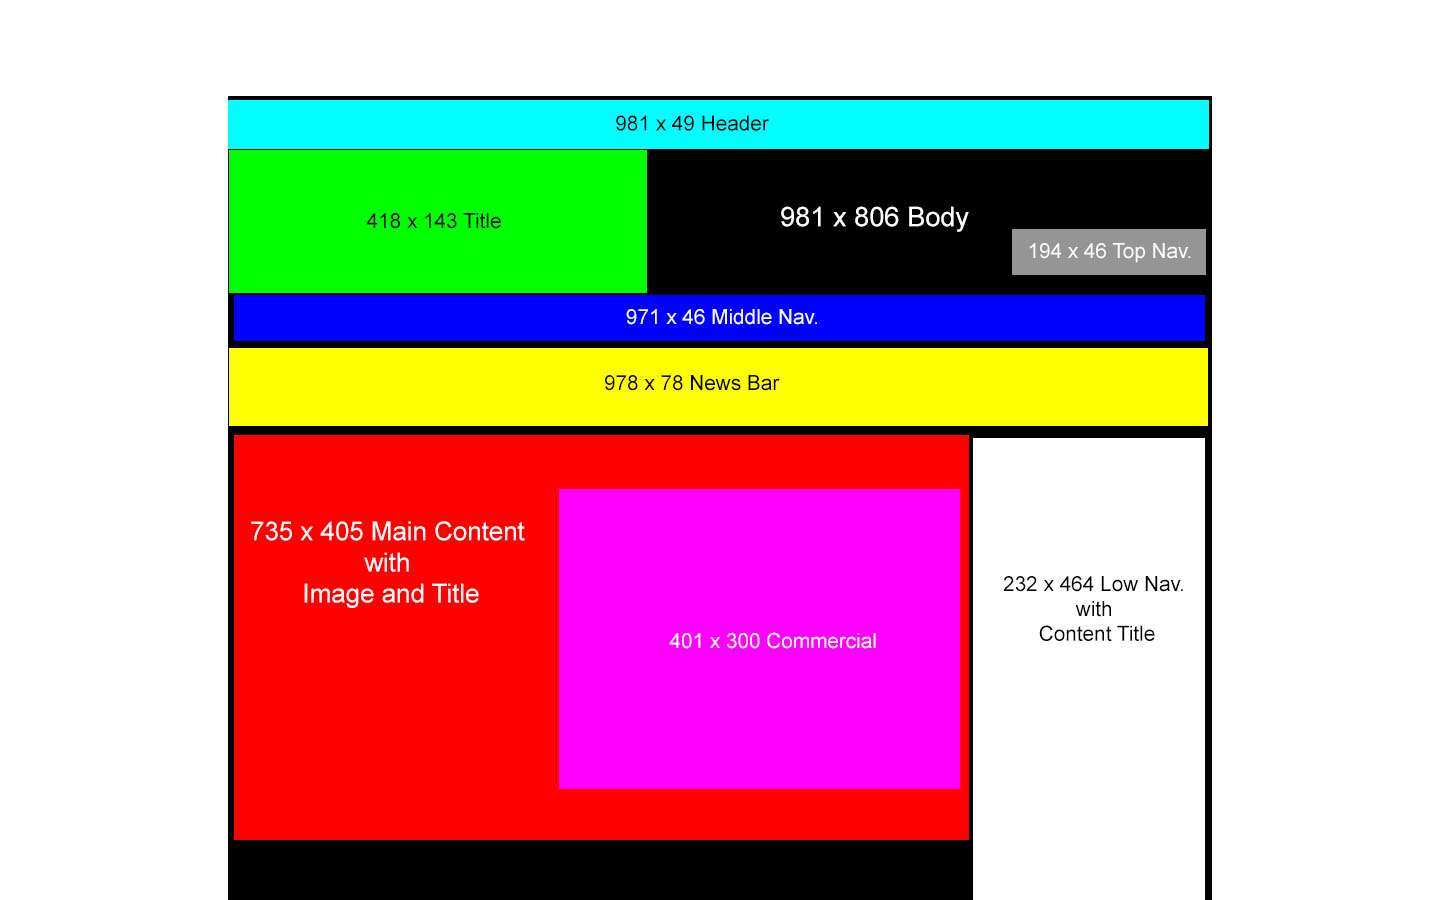 981 x 49 Header
418 x 143 Title
981 x 806 Body
194 x 46 Top Nav.
971 x 46 Middle Nav.
978 x 78 News Bar
735 x 405 Main Content
with
Image and Title
401 x 300 Commercial
232 x 464 Low Nav.
with
Content Title